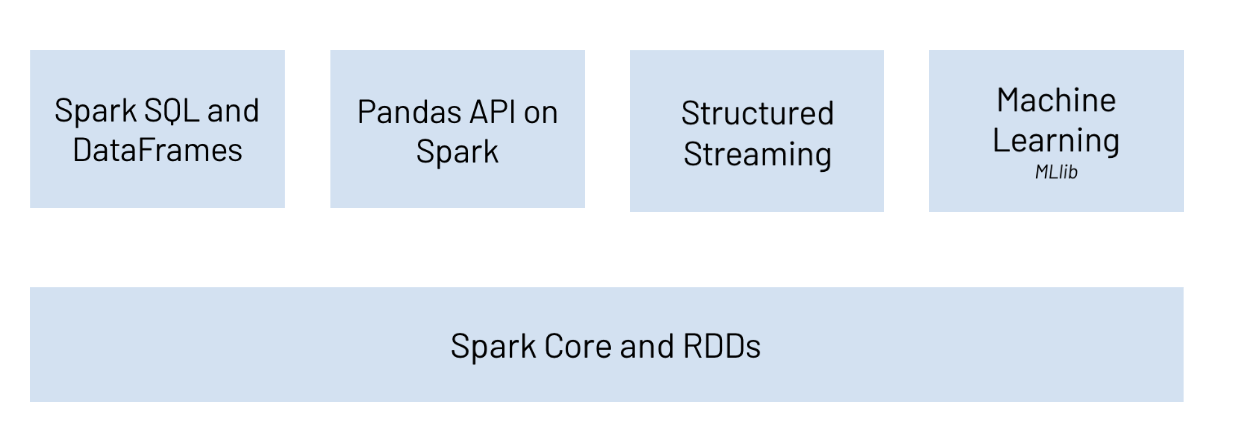 Spark SQL and
DataFrames
Pandas API on
Spark
Structured
Streaming
Machine
Learning
MLlib
Spark Core and RDDs